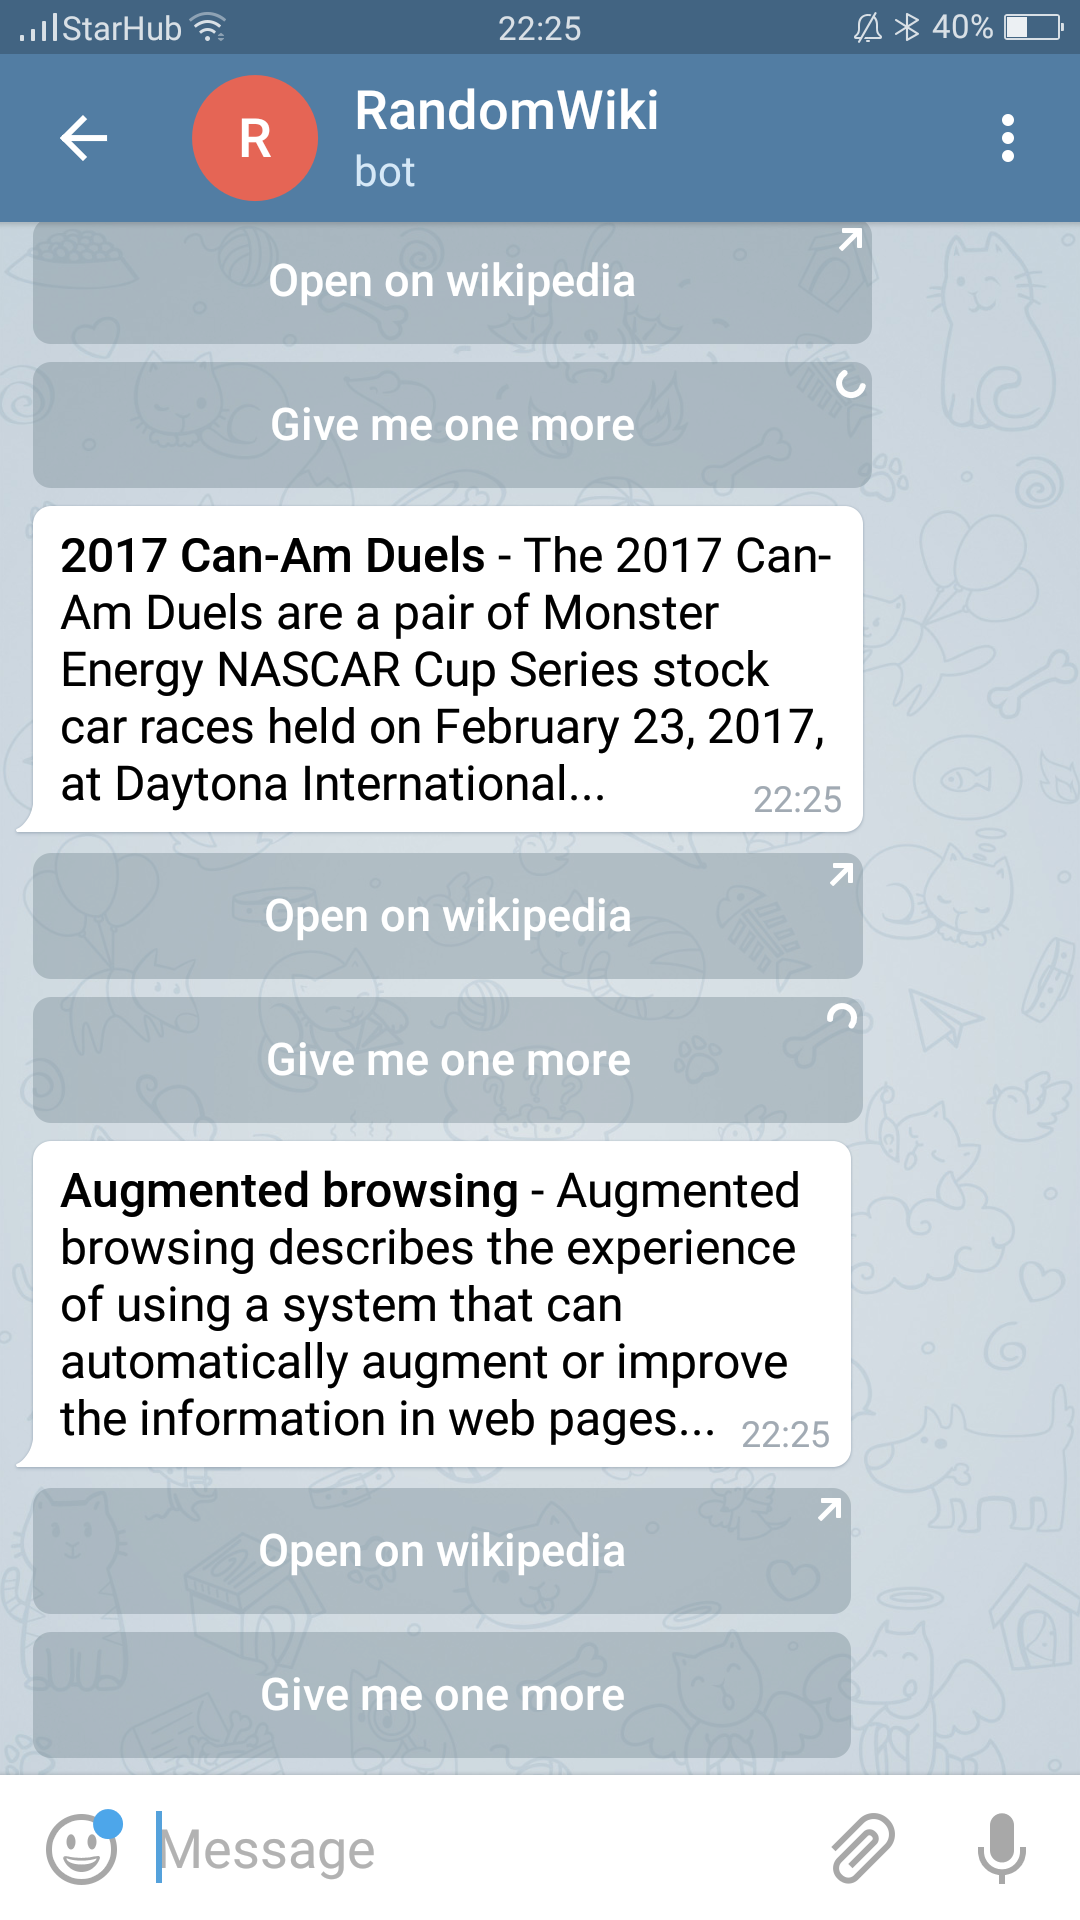 StarHub 22:25 40%
R
RandomWiki
bot
Open on wikipedia
Give me one more
2017 Can-Am Duels - The 2017 Can-
Am Duels are a pair of Monster
Energy NASCAR Cup Series stock
car races held on February 23, 2017,
at Daytona International...
22:25
Open on wikipedia
Give me one more
Augmented browsing - Augmented
browsing describes the experience
of using a system that can
automatically augment or improve
the information in web pages...
22:25
Open on wikipedia
Give me one more
Message